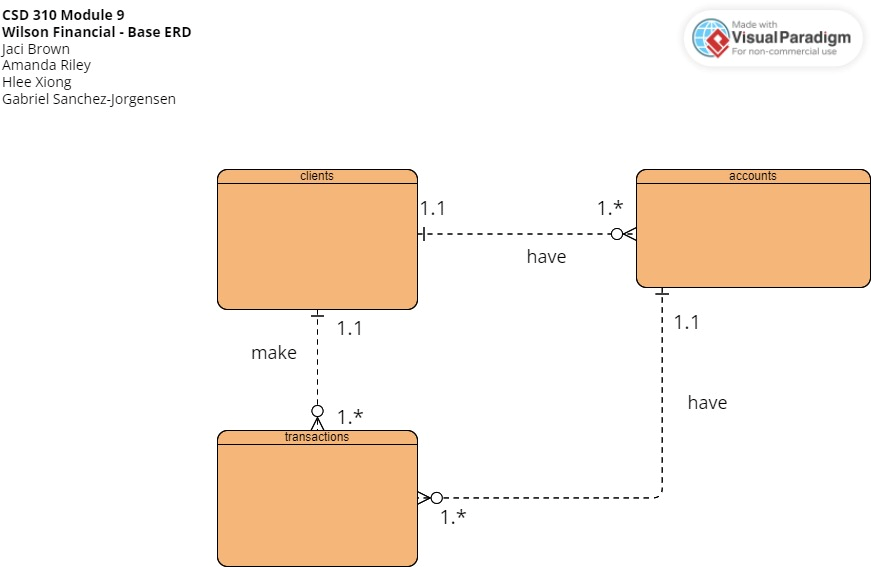 CSD 310 Module 9
Wilson Financial - Base ERD
Jaci Brown
Amanda Riley
Hlee Xiong
Gabriel Sanchez-Jorgensen
Made with
VisualParadigm
For non-commercial use
clients
accounts
1.1
1.*
have
1.1
make
1.1
have
1.*
transactions
1.*